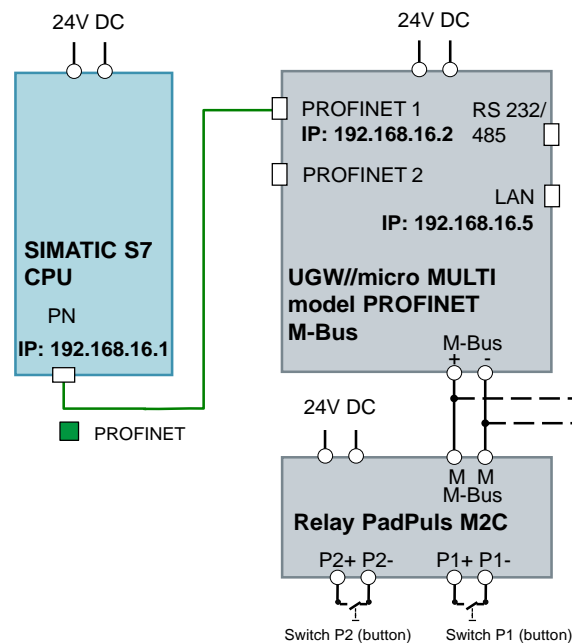 24V DC
24V DC
PROFINET 1
IP: 192.168.16.2
RS 232/
485
PROFINET 2
LAN
IP: 192.168.16.5
SIMATIC S7
CPU
PN
IP: 192.168.16.1
UGW//micro MULTI
model PROFINET
M-Bus
M-Bus
+ -
PROFINET
24V DC
M M
M-Bus
Relay PadPuls M2C
P2+ P2- P1+ P1-
Switch P2 (button) Switch P1 (button)